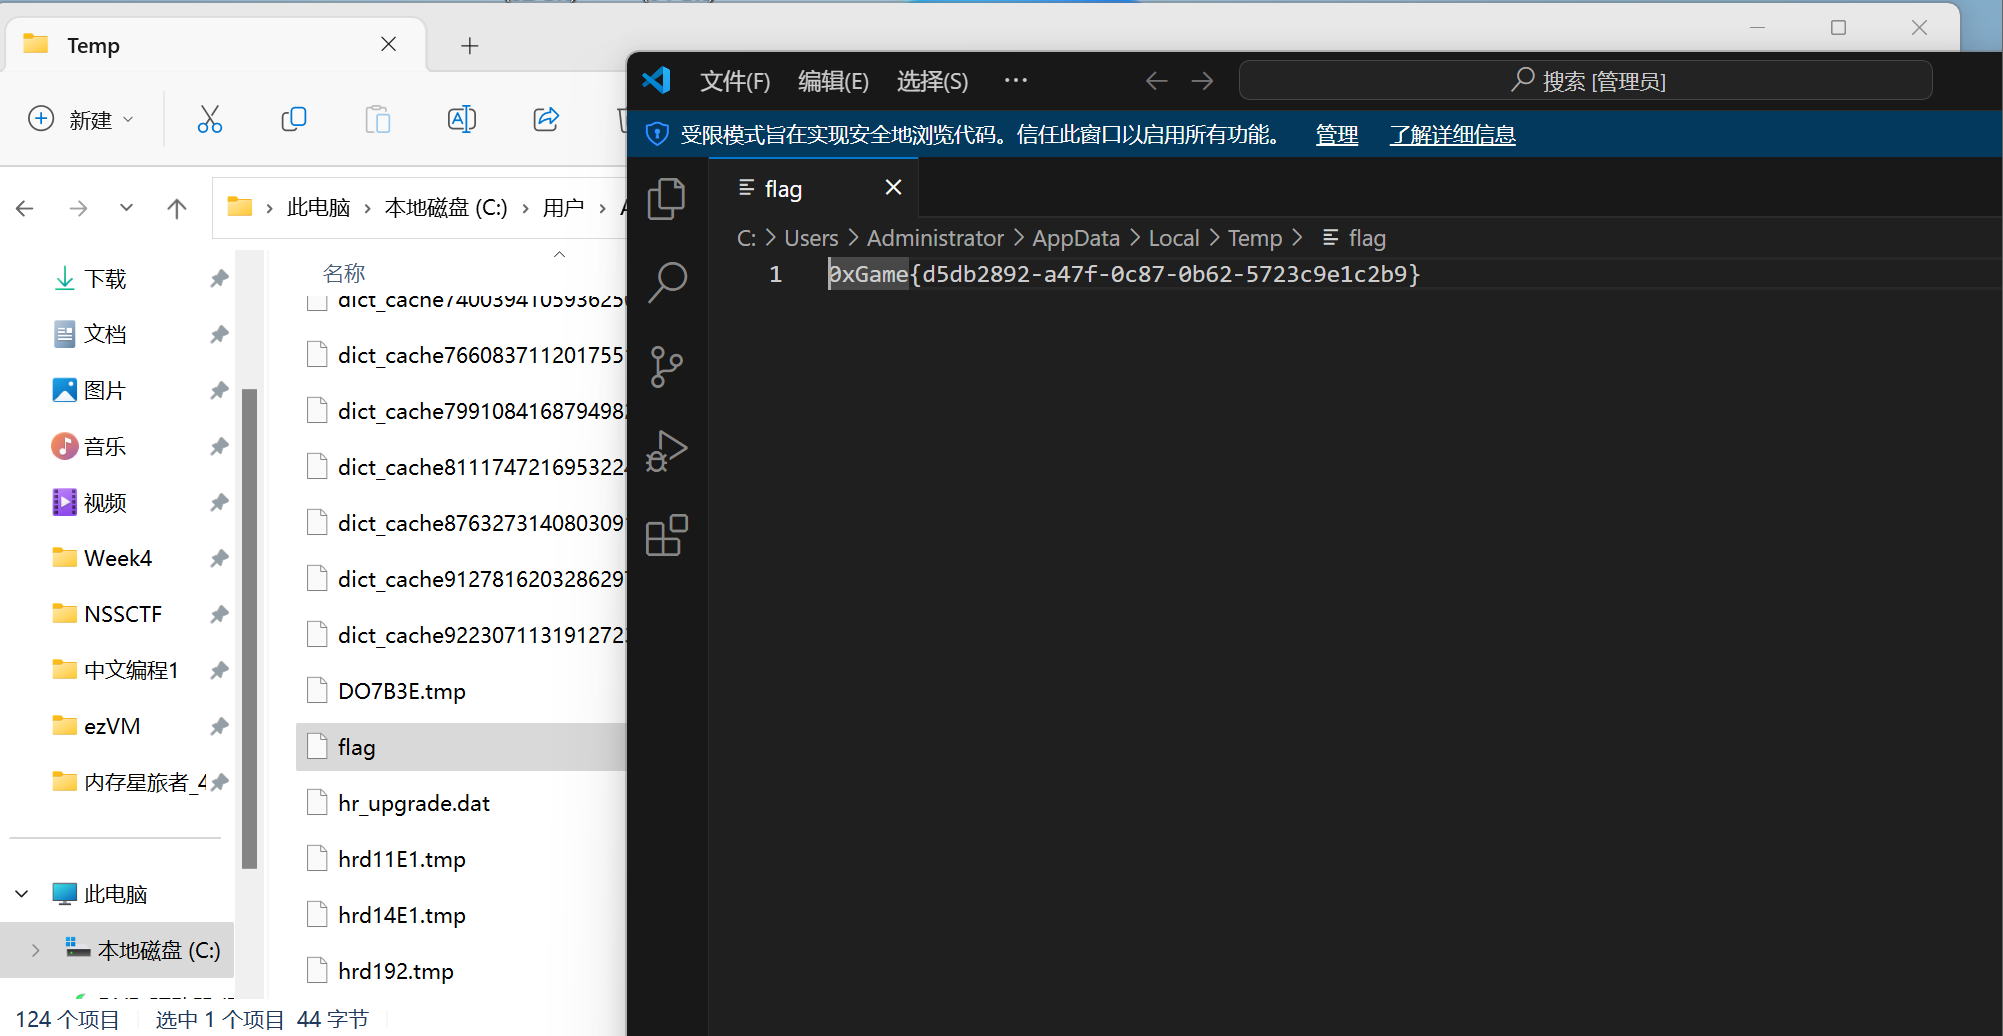 Temp
新建
此电脑 › 本地磁盘 (C:) › 用户 ›
下载
文档
图片
音乐
视频
Week4
NSSCTF
中文编程1
ezVM
内存星旅者_4
此电脑
本地磁盘 (C:)
名称
dict_cache7400394105936250
dict_cache766083711201755
dict_cache799108416879498
dict_cache811174721695322
dict_cache876327314080309
dict_cache912781620328629
dict_cache922307113191272
DO7B3E.tmp
flag
hr_upgrade.dat
hrd11E1.tmp
hrd14E1.tmp
hrd192.tmp
124 个项目 选中 1 个项目 44 字节
文件(F) 编辑(E) 选择(S) ··· 搜索 [管理员]
受限模式旨在实现安全地浏览代码。信任此窗口以启用所有功能。 管理 了解详细信息
flag
C: > Users > Administrator > AppData > Local > Temp > flag
1 0xGame{d5db2892-a47f-0c87-0b62-5723c9e1c2b9}